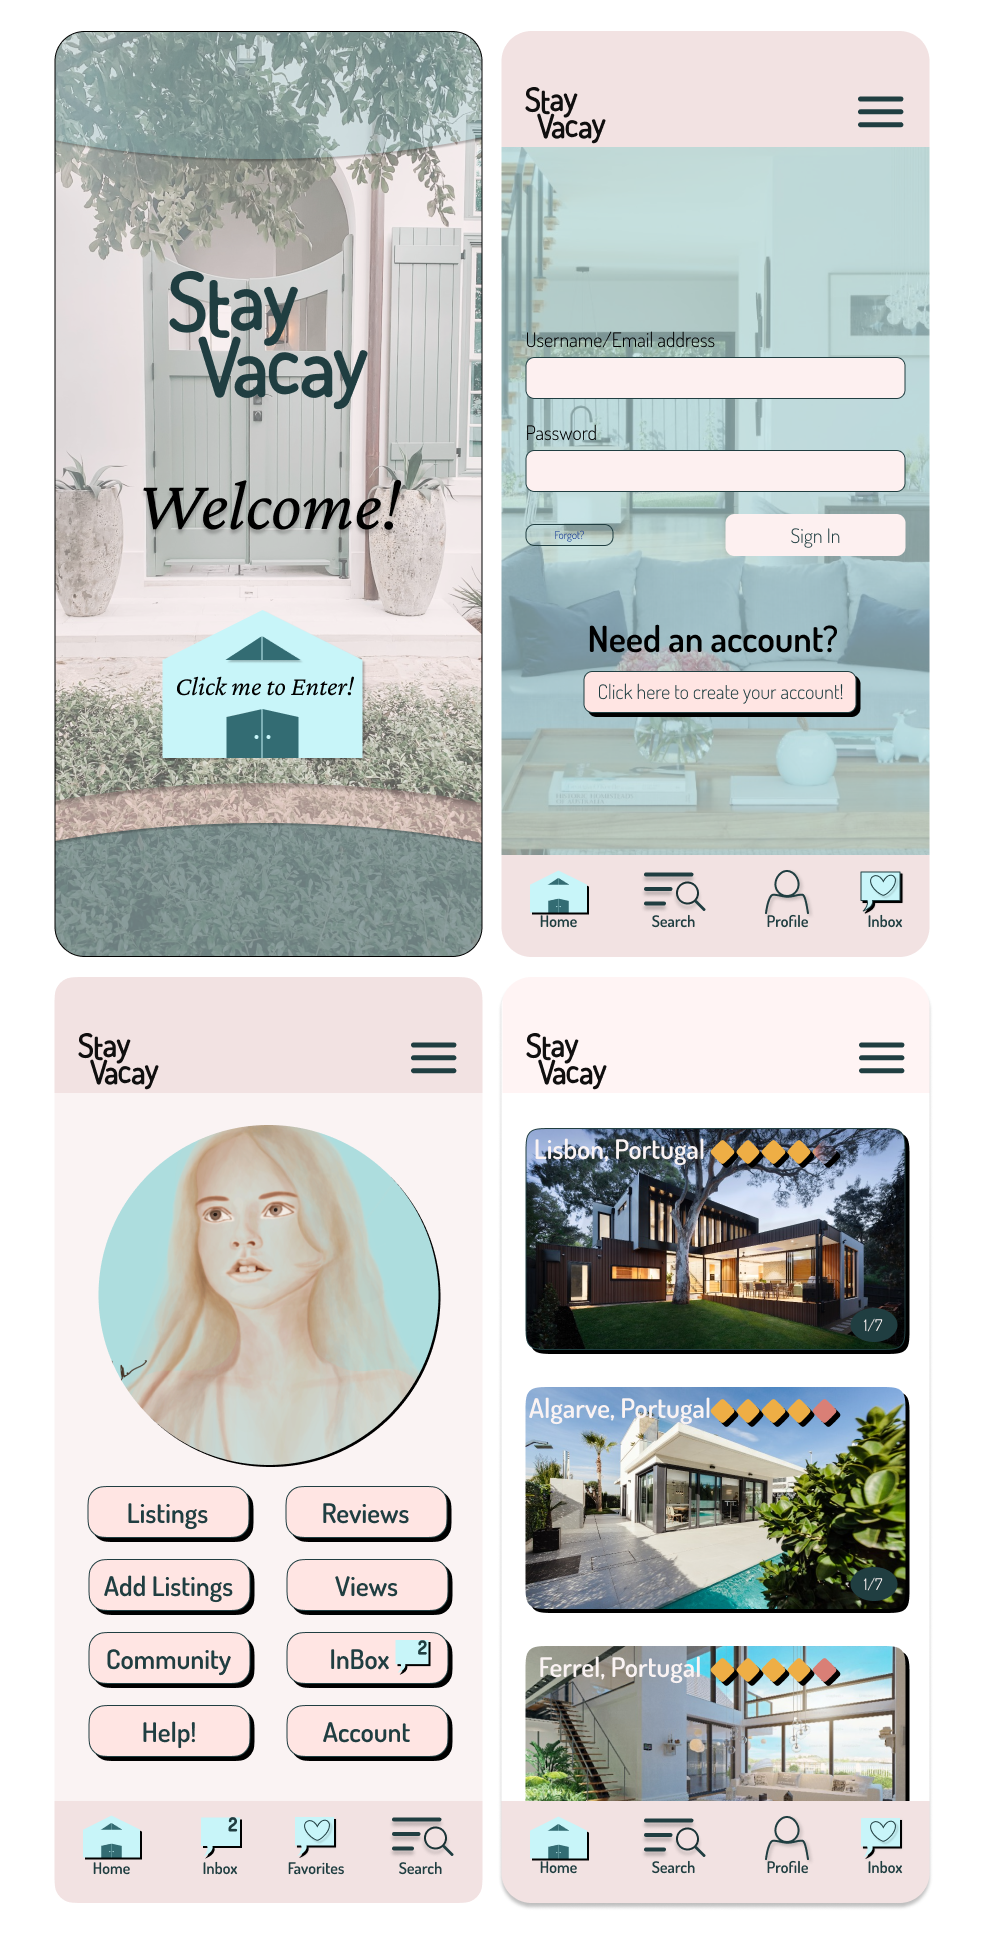 Stay
Vacay
Welcome!
Click me to Enter!
Stay
Vacay
Username/Email address
Password
Forgot?
Sign In
Need an account?
Click here to create your account!
Home
Search
Profile
Inbox
Stay
Vacay
Listings
Reviews
Add Listings
Views
Community
InBox 2
Help!
Account
2
Home
Inbox
Favorites
Search
Stay
Vacay
Lisbon, Portugal
1/7
Algarve, Portugal
1/7
Ferrel, Portugal
Home
Search
Profile
Inbox